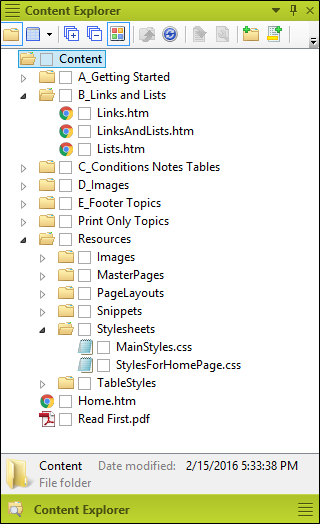 Content Explorer
Content
A_Getting Started
B_Links and Lists
Links.htm
LinksAndLists.htm
Lists.htm
C_Conditions Notes Tables
D_Images
E_Footer Topics
Print Only Topics
Resources
Images
MasterPages
PageLayouts
Snippets
Stylesheets
MainStyles.css
StylesForHomePage.css
TableStyles
Home.htm
Read First.pdf
Content Date modified: 2/15/2016 5:33:38 PM
File folder
Content Explorer